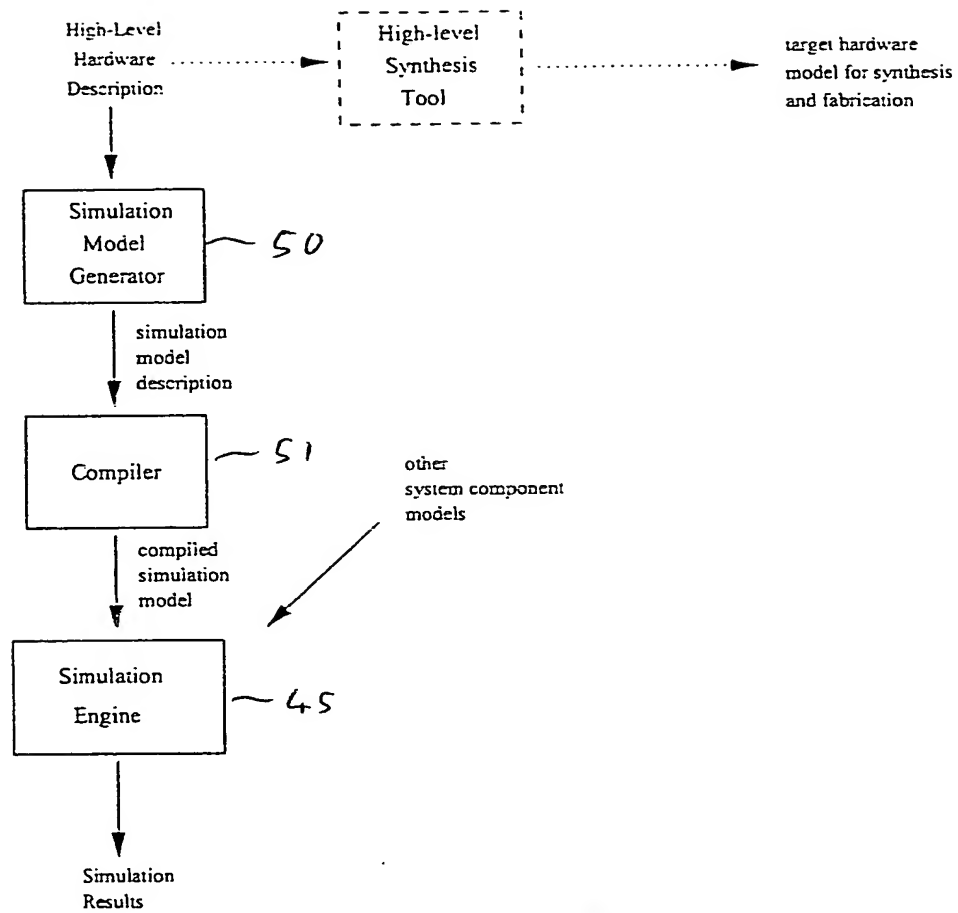 High-Level
Hardware
Description
High-level
Synthesis
Tool
target hardware
model for synthesis
and fabrication
Simulation
Model
Generator
50
simulation
model
description
Compiler
51
other
system component
models
compiled
simulation
model
Simulation
Engine
45
Simulation
Results